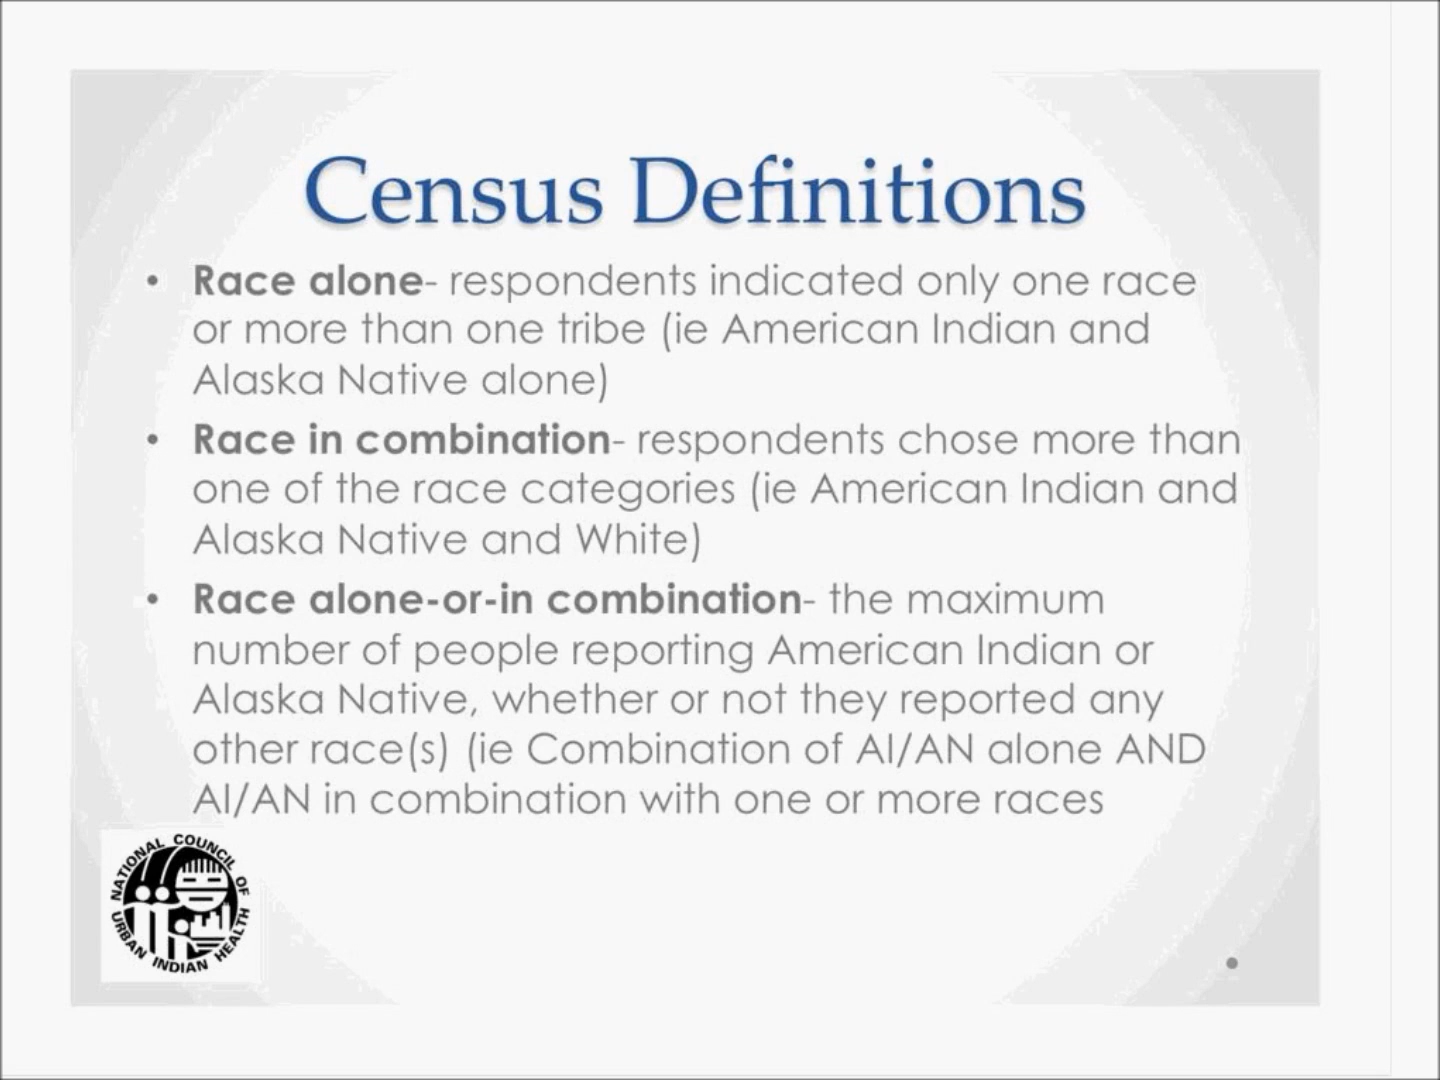 Census Definitions
• Race alone- respondents indicated only one race
or more than one tribe (ie American Indian and
Alaska Native alone)
• Race in combination- respondents chose more than
one of the race categories (ie American Indian and
Alaska Native and White)
• Race alone-or-in combination- the maximum
number of people reporting American Indian or
Alaska Native, whether or not they reported any
other race(s) (ie Combination of AI/AN alone AND
AI/AN in combination with one or more races
NATIONAL COUNCIL OF
URBAN INDIAN HEALTH